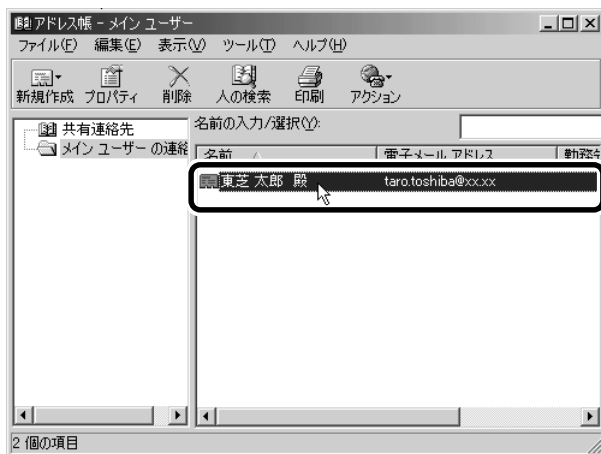 アドレス帳 - メイン ユーザー
ファイル(F) 編集(E) 表示(V) ツール(T) ヘルプ(H)
新規作成 プロパティ 削除 人の検索 印刷 アクション
共有連絡先
メイン ユーザー の連絡
名前の入力/選択(Y):
名前 電子メール アドレス 勤務先
東芝 太郎 殿 taro.toshiba@xx.xx
2 個の項目